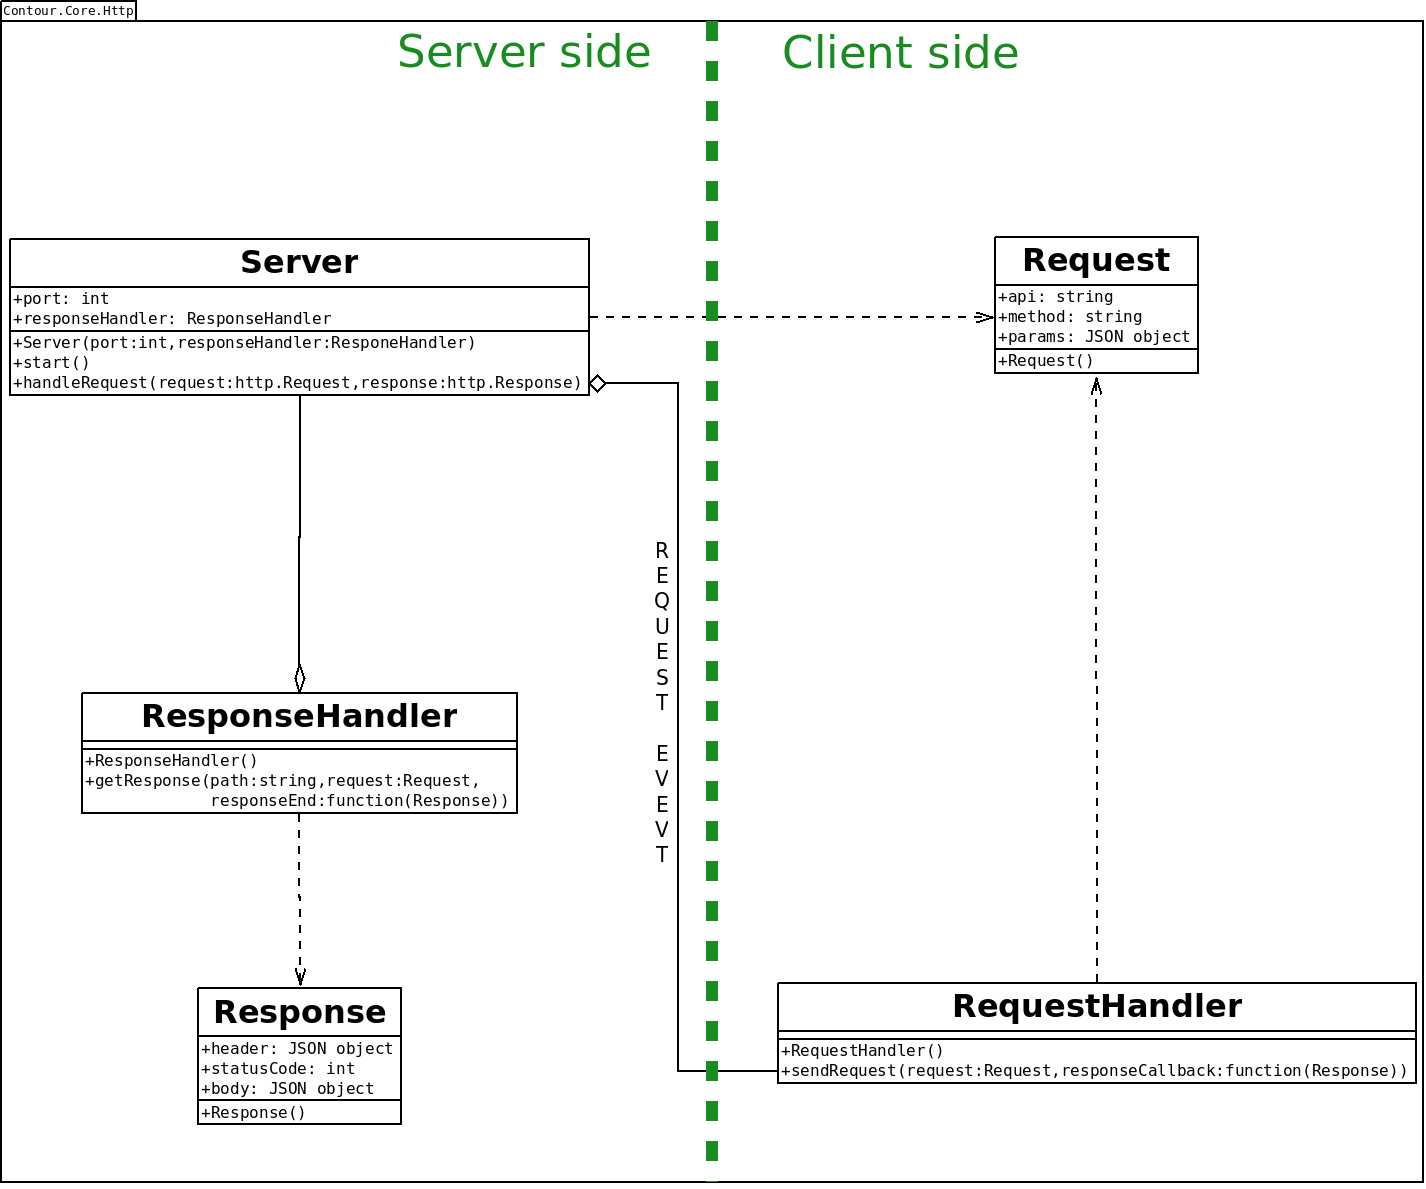 Contour.Core.Http
Server side
Client side
Server
+port: int
+responseHandler: ResponseHandler
+Server(port:int,responseHandler:ResponeHandler)
+start()
+handleRequest(request:http.Request,response:http.Response)
Request
+api: string
+method: string
+params: JSON object
+Request()
R
E
Q
U
E
S
T
E
V
E
V
T
ResponseHandler
+ResponseHandler()
+getResponse(path:string,request:Request,
responseEnd:function(Response))
Response
+header: JSON object
+statusCode: int
+body: JSON object
+Response()
RequestHandler
+RequestHandler()
+sendRequest(request:Request,responseCallback:function(Response))